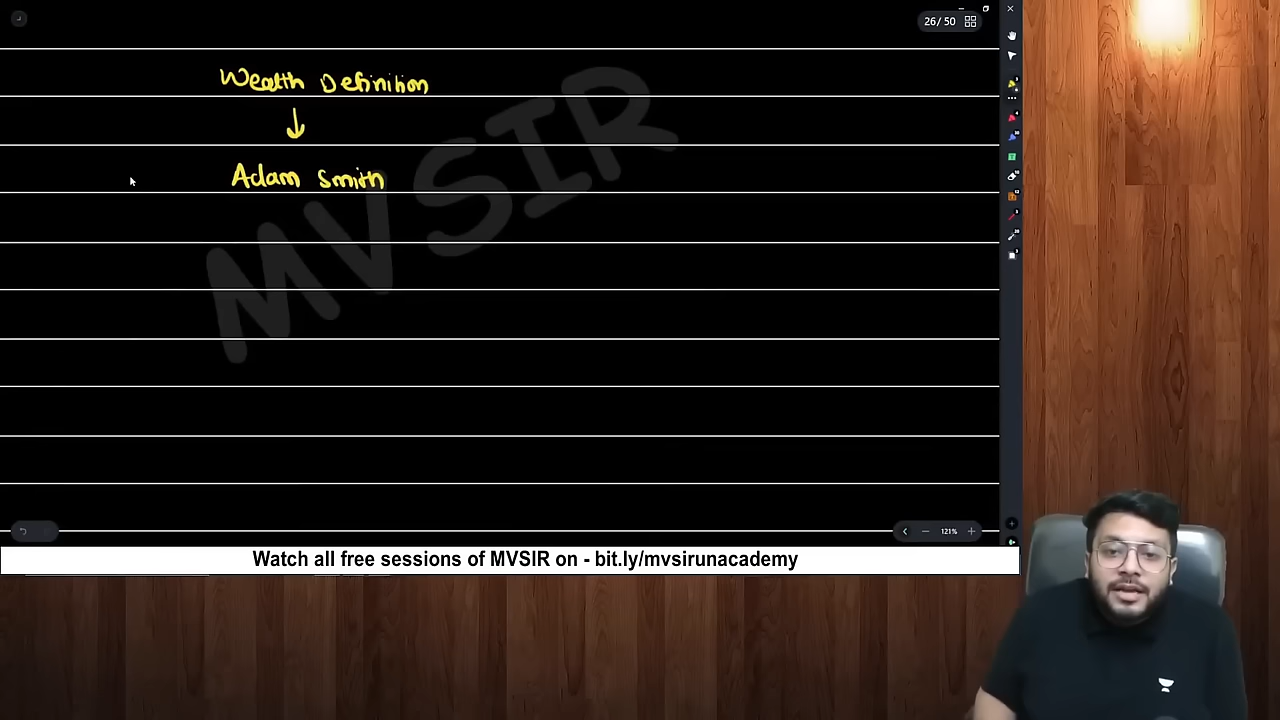 26/ 50
Wealth Definition
↓
Adam Smith
MVSIR
121%
Watch all free sessions of MVSIR on - bit.ly/mvsirunacademy